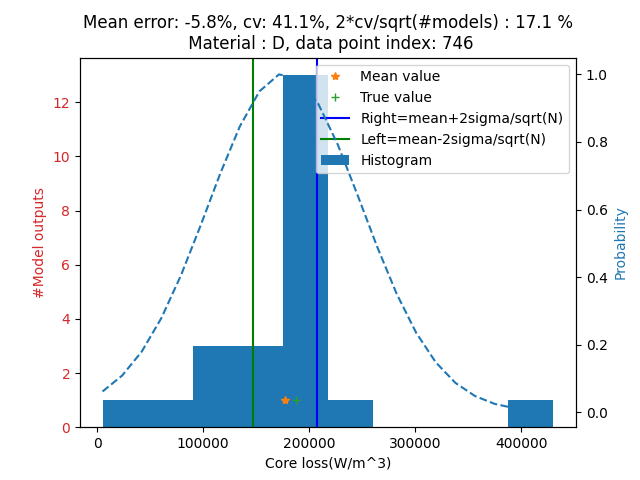 Mean error: -5.8%, cv: 41.1%, 2*cv/sqrt(#models) : 17.1 %
Material : D, data point index: 746
Mean value
True value
Right=mean+2sigma/sqrt(N)
Left=mean-2sigma/sqrt(N)
Histogram
#Model outputs
12
10
8
6
4
2
0
1.0
0.8
0.6
0.4
0.2
0.0
Probability
0 100000 200000 300000 400000
Core loss(W/m^3)